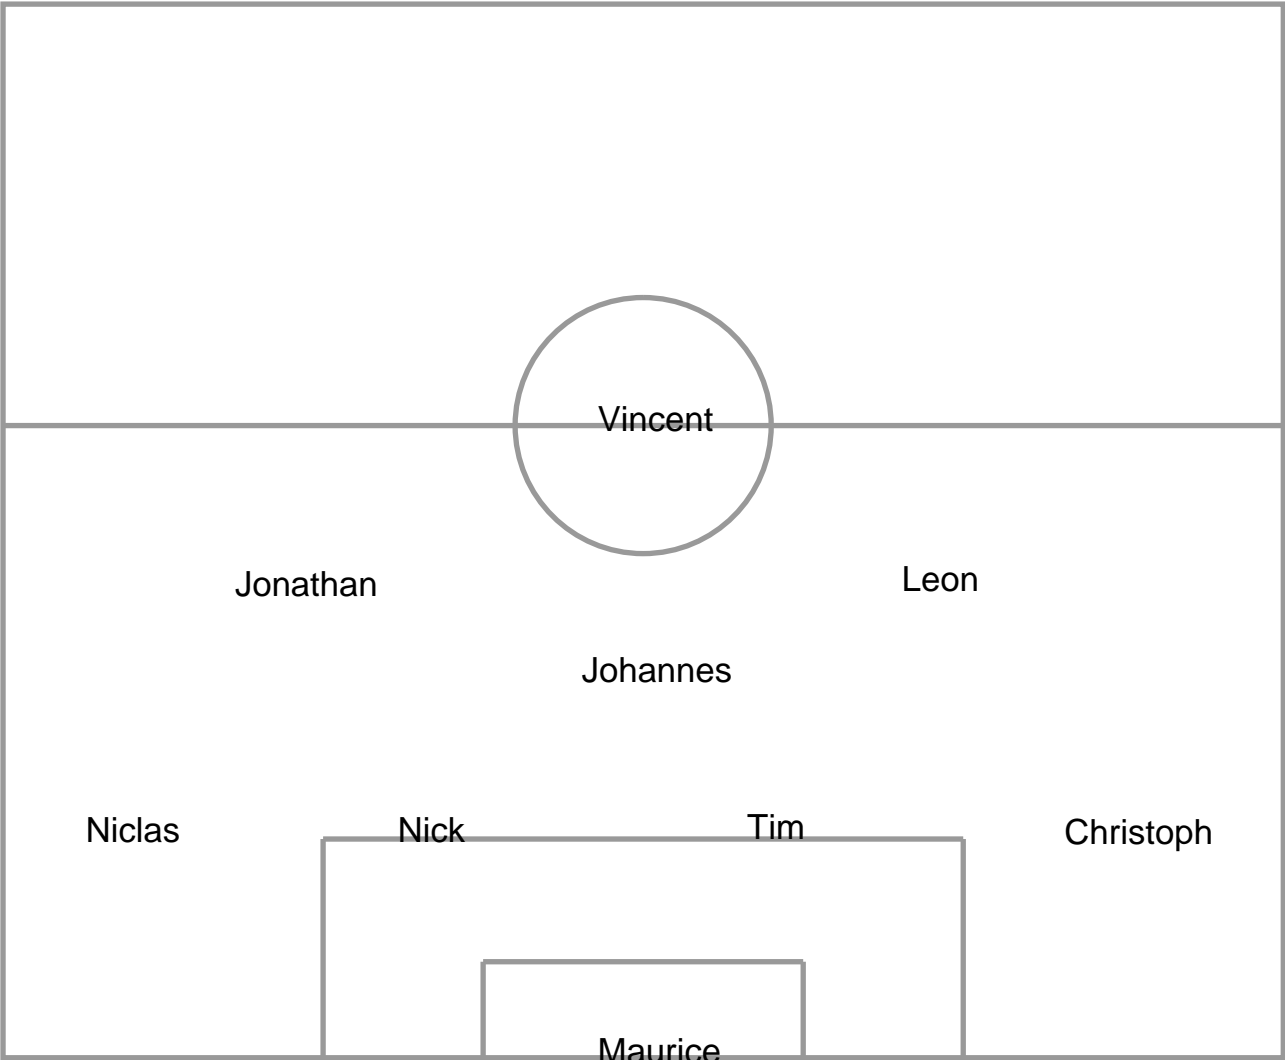 Vincent
Jonathan
Leon
Johannes
Niclas
Nick
Tim
Christoph
Maurice